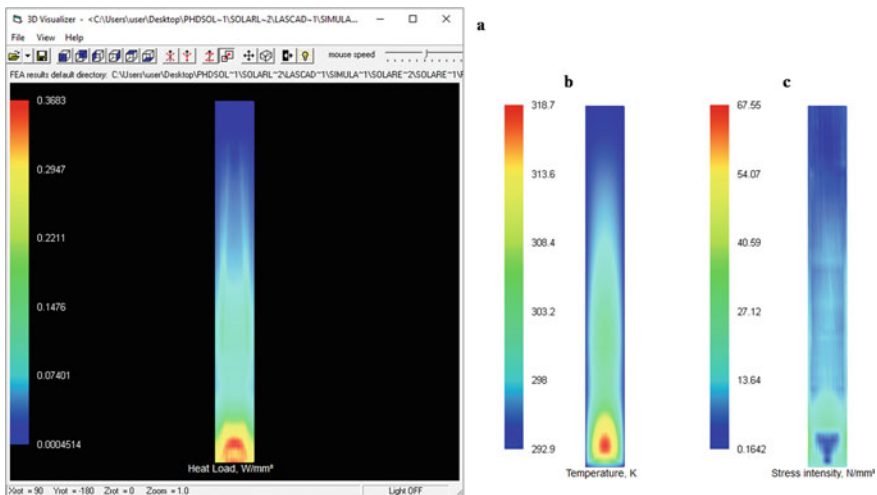 3D Visualizer - <C:\Users\user\Desktop\PHDSOL~1\SOLARL~2\LASCAD~1\SIMULA...
a
File View Help
mouse speed
FEA results default directory: C:\Users\user\Desktop\PHDSOL~1\SOLARL~2\LASCAD~1\SIMULA~1\SOLARE~2\SOLARE~1\F
b
c
0.3683
0.2947
0.2211
0.1476
0.07401
0.0004514
Heat Load, W/mm³
318.7
313.6
308.4
303.2
298
292.9
Temperature, K
67.55
54.07
40.59
27.12
13.64
0.1642
Stress intensity, N/mm²
Xrot = 90 Yrot = -180 Zrot = 0 Zoom = 1.0 Light OFF